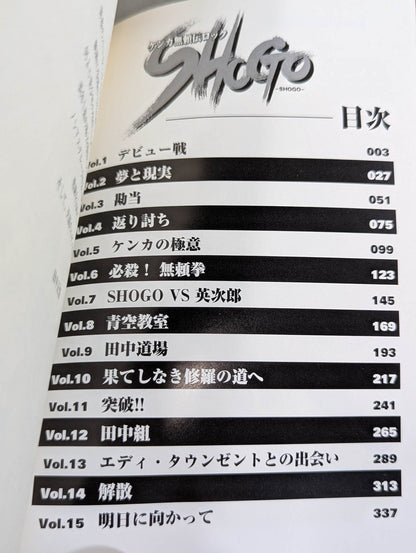 ケンカ無頼伝ロック
SHOGO
-SHOGO-
目次
Vol.1 デビュー戦 003
Vol.2 夢と現実 027
Vol.3 勘当 051
Vol.4 返り討ち 075
Vol.5 ケンカの極意 099
Vol.6 必殺！無頼拳 123
Vol.7 SHOGO VS 英次郎 145
Vol.8 青空教室 169
Vol.9 田中道場 193
Vol.10 果てしなき修羅の道へ 217
Vol.11 突破!! 241
Vol.12 田中組 265
Vol.13 エディ・タウンゼントとの出会い 289
Vol.14 解散 313
Vol.15 明日に向かって 337